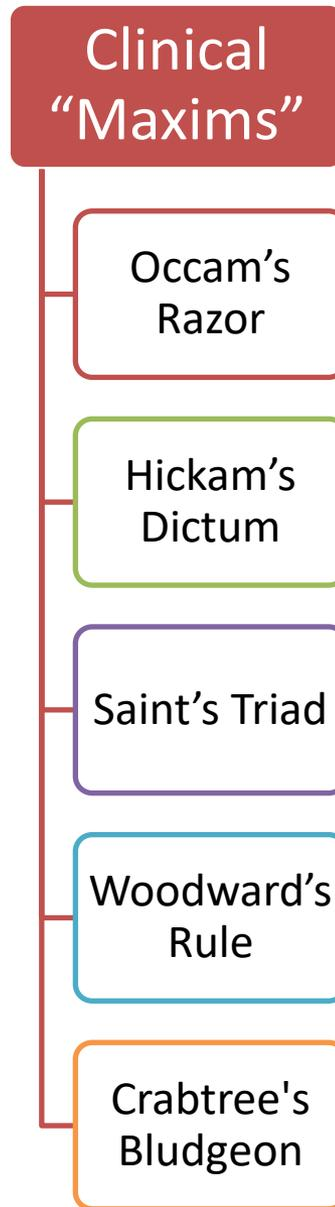 Clinical
“Maxims”
Occam’s
Razor
Hickam’s
Dictum
Saint’s Triad
Woodward’s
Rule
Crabtree's
Bludgeon